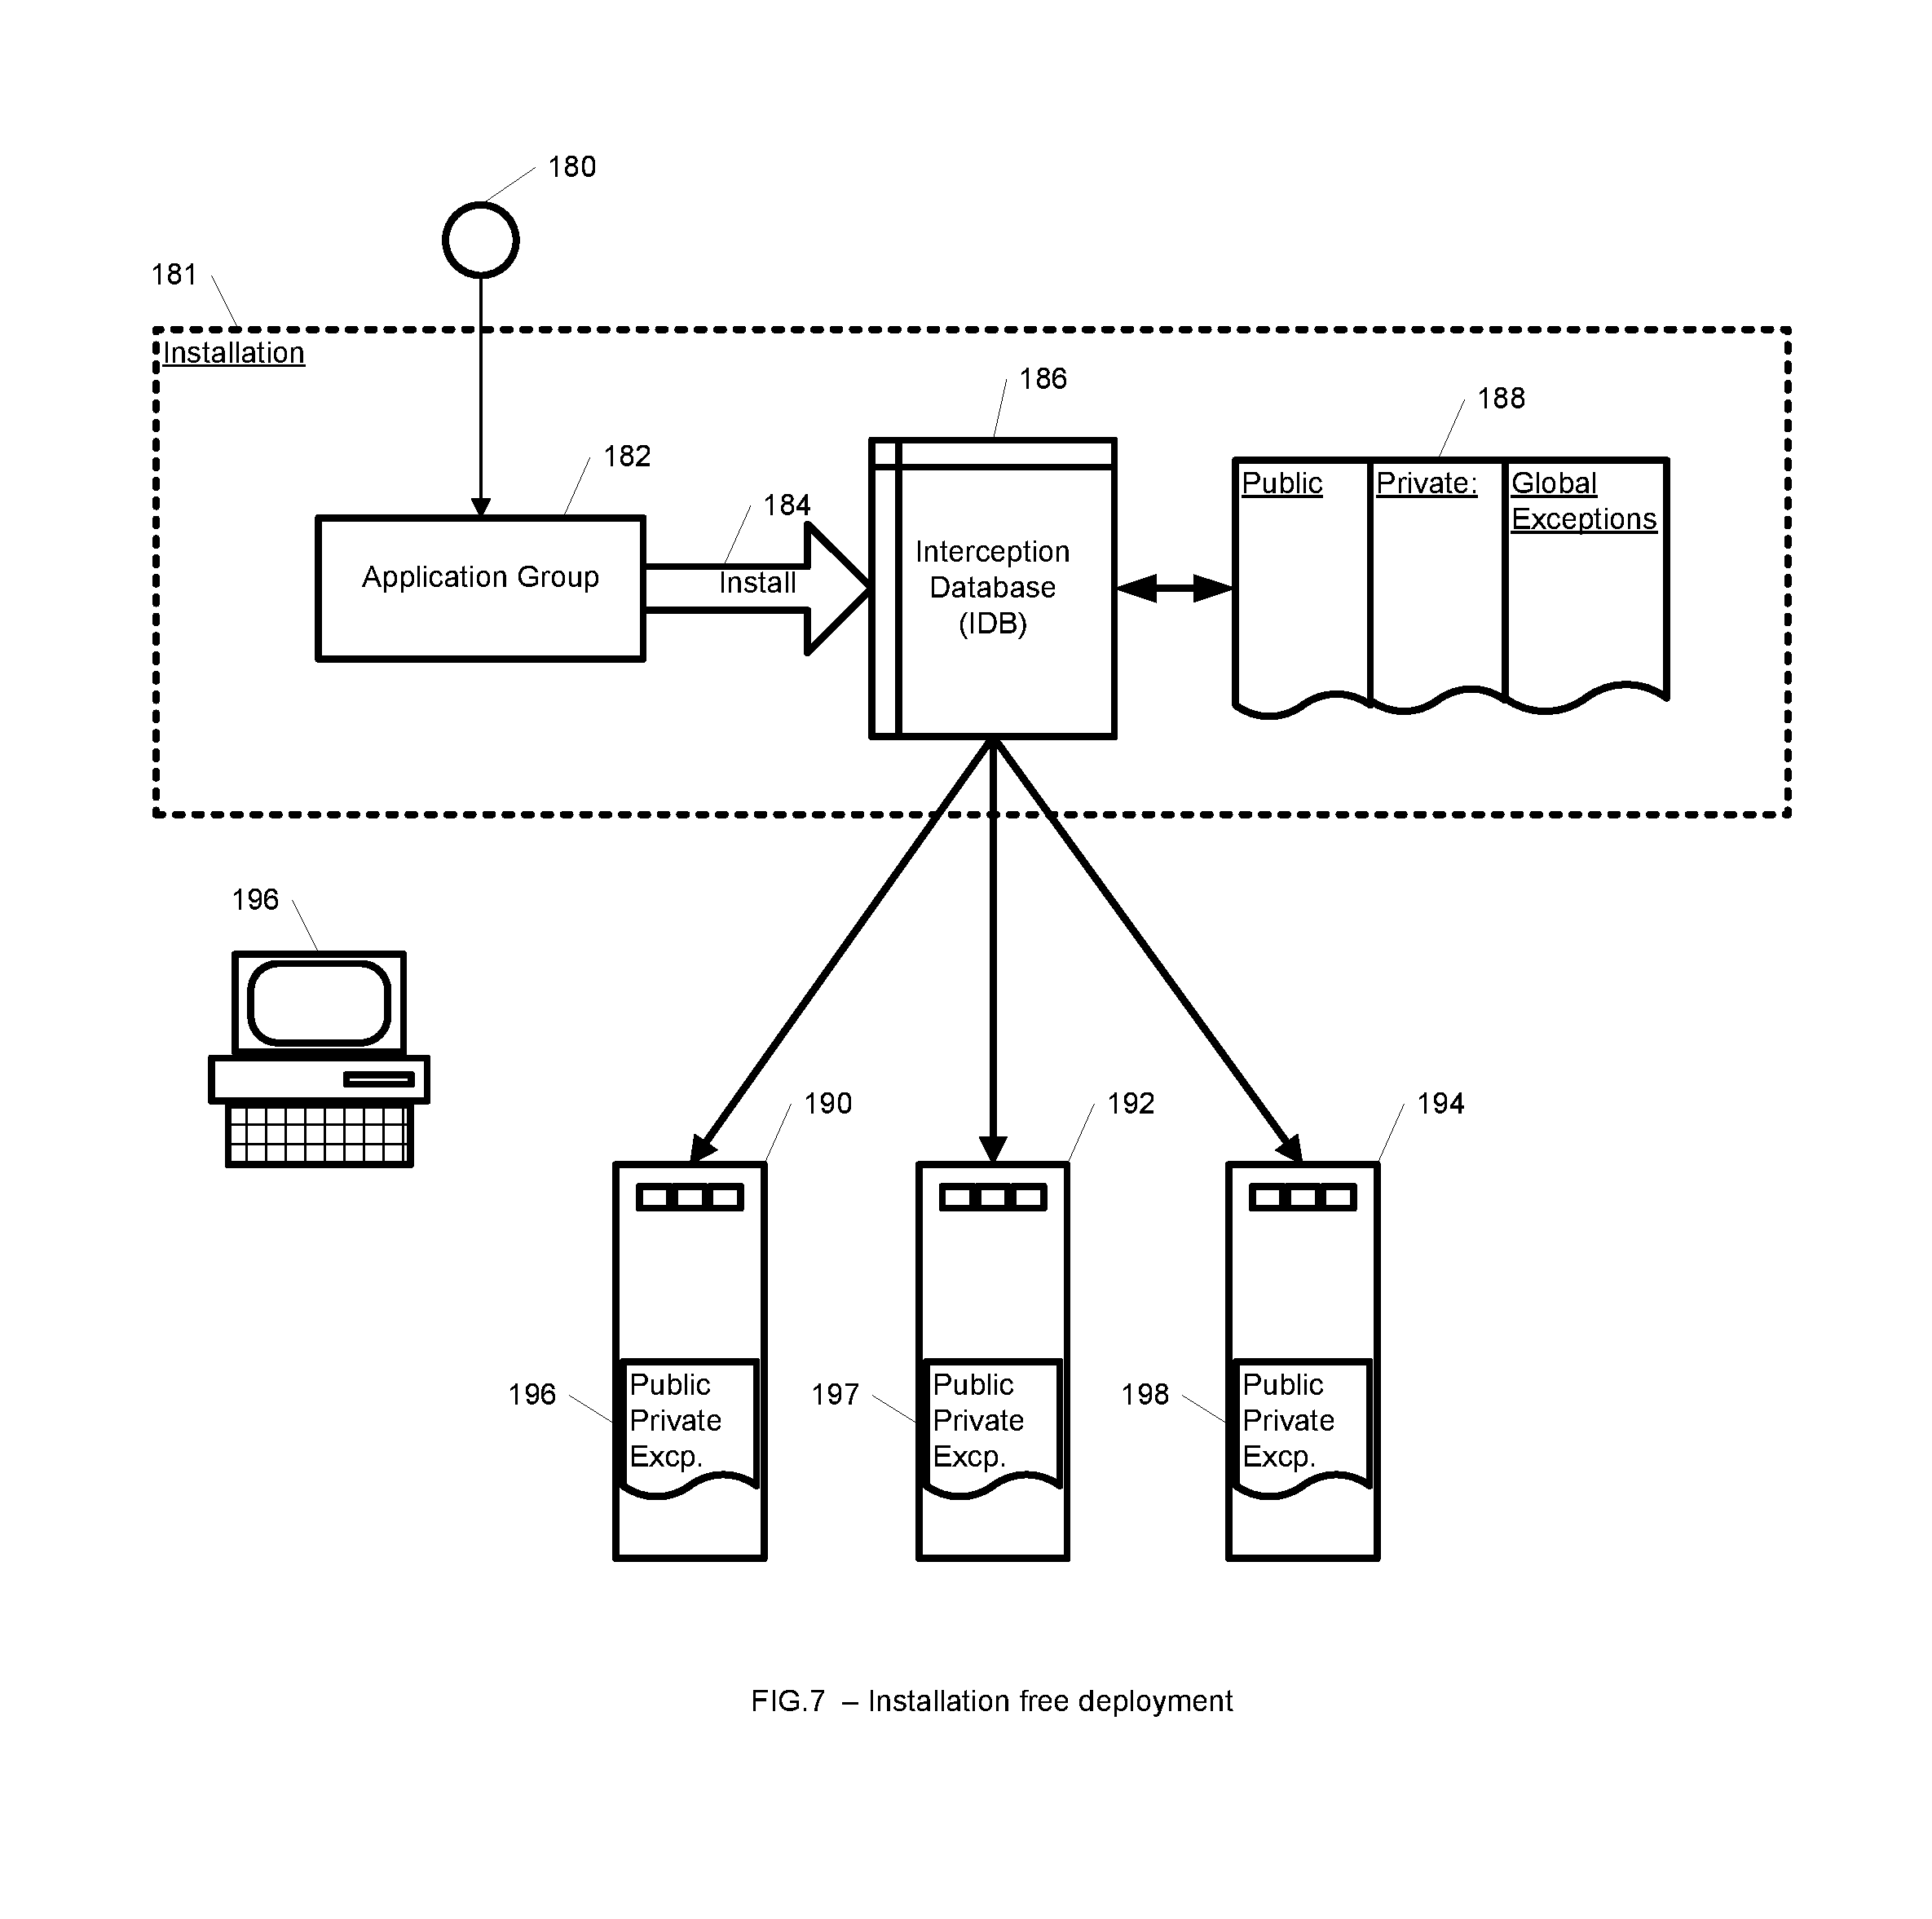 180
181
Installation
186
188
182
Public
Private:
Global
Exceptions
184
Application Group
Install
Interception
Database
(IDB)
196
190
192
194
196
Public
Private
Excp.
197
Public
Private
Excp.
198
Public
Private
Excp.
FIG.7 – Installation free deployment